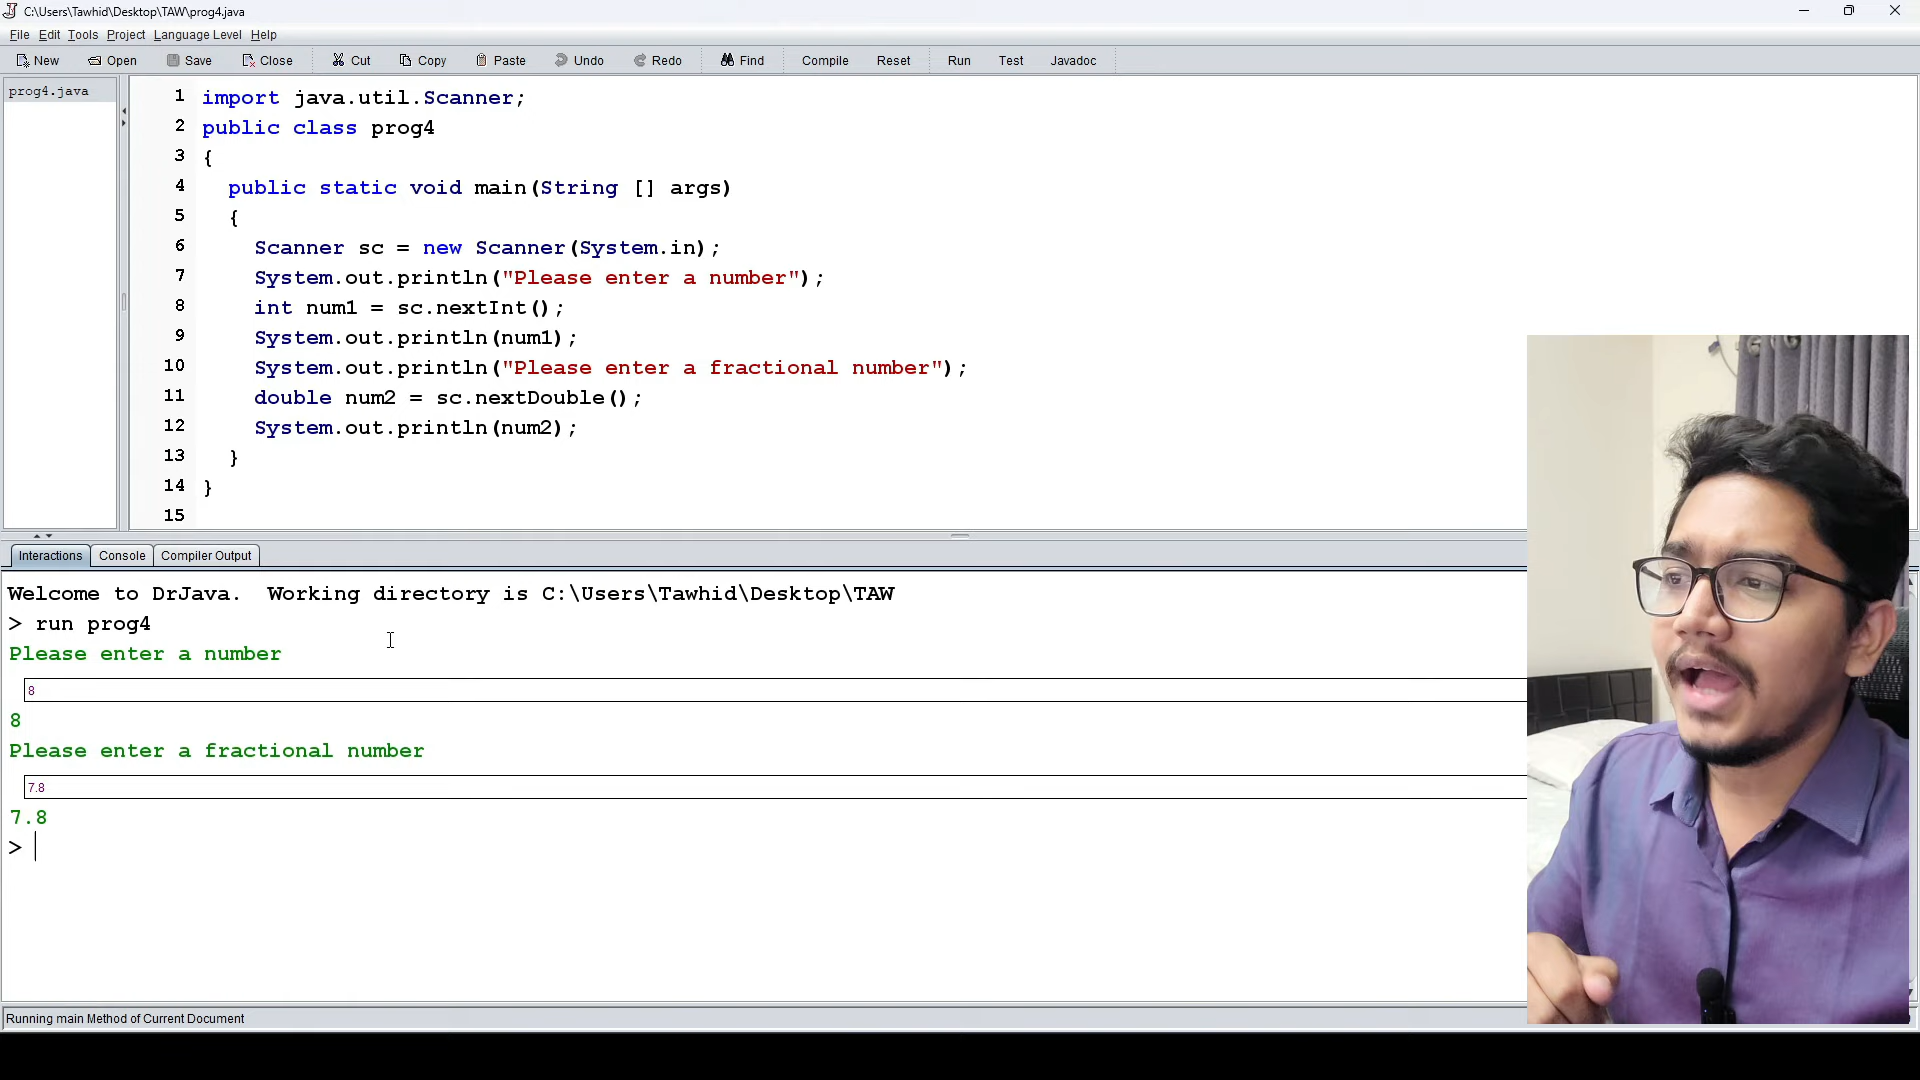 C:\Users\Tawhid\Desktop\TAW\prog4.java
File Edit Tools Project Language Level Help
New Open Save Close Cut Copy Paste Undo Redo Find Compile Reset Run Test Javadoc
prog4.java
1 import java.util.Scanner;
2 public class prog4
3 {
4 public static void main(String [] args)
5 {
6 Scanner sc = new Scanner(System.in);
7 System.out.println("Please enter a number");
8 int num1 = sc.nextInt();
9 System.out.println(num1);
10 System.out.println("Please enter a fractional number");
11 double num2 = sc.nextDouble();
12 System.out.println(num2);
13 }
14 }
15
Interactions Console Compiler Output
Welcome to DrJava. Working directory is C:\Users\Tawhid\Desktop\TAW
> run prog4
Please enter a number
8
8
Please enter a fractional number
7.8
7.8
>
Running main Method of Current Document